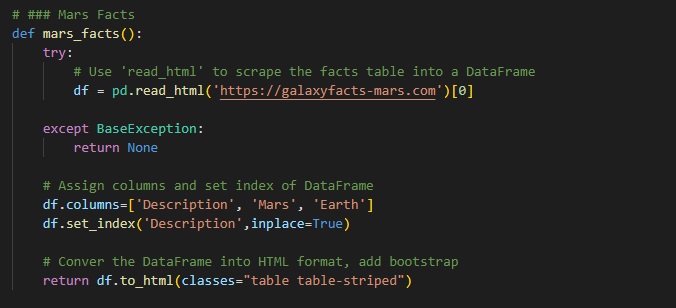 # ### Mars Facts
def mars_facts():
    try:
        # Use 'read_html' to scrape the facts table into a DataFrame
        df = pd.read_html('https://galaxyfacts-mars.com')[0]

    except BaseException:
        return None

    # Assign columns and set index of DataFrame
    df.columns=['Description', 'Mars', 'Earth']
    df.set_index('Description',inplace=True)

    # Conver the DataFrame into HTML format, add bootstrap
    return df.to_html(classes="table table-striped")